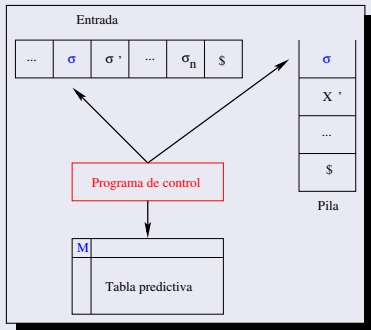 Entrada
... σ σ ' ... σn $
σ
X '
...
$
Pila
Programa de control
M
Tabla predictiva